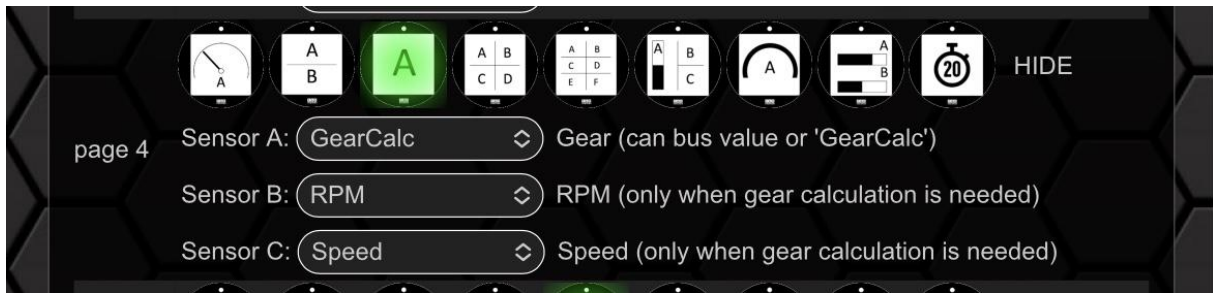 A
A
B
A
A B
C D
A B
C D
E F
A
B
C
A
A
B
20
HIDE
page 4
Sensor A: GearCalc Gear (can bus value or 'GearCalc')
Sensor B: RPM RPM (only when gear calculation is needed)
Sensor C: Speed Speed (only when gear calculation is needed)